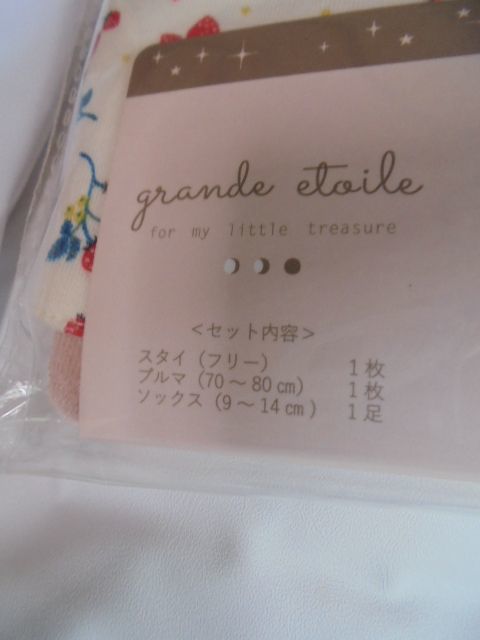 grande etoile
for my little treasure
＜セット内容＞
スタイ（フリー） 1枚
ブルマ（70～80cm） 1枚
ソックス（9～14cm） 1足